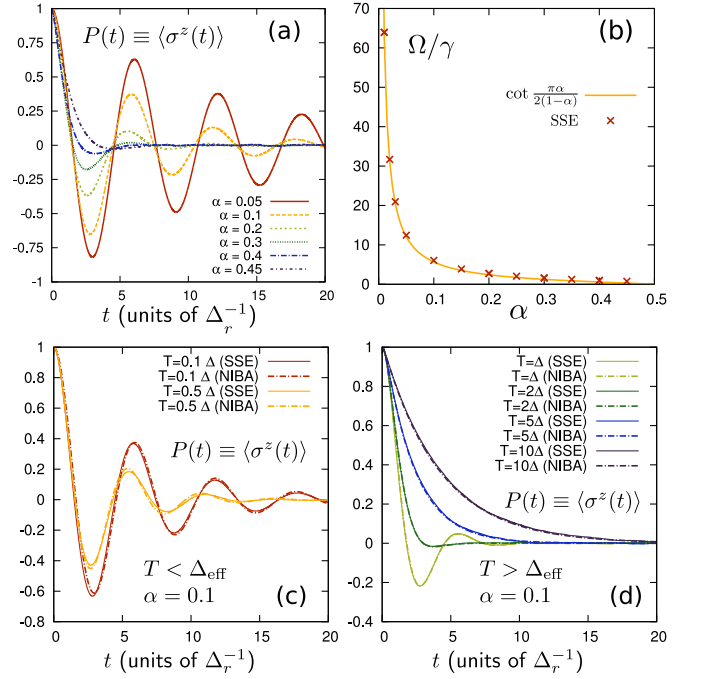 P(t) ≡ ⟨σ^z(t)⟩ (a)
1
0.75
0.5
0.25
0
-0.25
-0.5
-0.75
-1
α = 0.05
α = 0.1
α = 0.2
α = 0.3
α = 0.4
α = 0.45
0 5 10 15 20
t (units of Δ_r^{-1})
Ω/γ (b)
70
60
50
40
30
20
10
0
cot πα/2(1−α)
SSE
0.1 0.2 0.3 0.4 0.5
α
1
0.8
0.6
0.4
0.2
0
-0.2
-0.4
-0.6
-0.8
T=0.1 Δ (SSE)
T=0.1 Δ (NIBA)
T=0.5 Δ (SSE)
T=0.5 Δ (NIBA)
P(t) ≡ ⟨σ^z(t)⟩
T < Δ_eff
α = 0.1 (c)
0 5 10 15 20
t (units of Δ_r^{-1})
1
0.8
0.6
0.4
0.2
0
-0.2
-0.4
T=Δ (SSE)
T=Δ (NIBA)
T=2Δ (SSE)
T=2Δ (NIBA)
T=5Δ (SSE)
T=5Δ (NIBA)
T=10Δ (SSE)
T=10Δ (NIBA)
P(t) ≡ ⟨σ^z(t)⟩
T > Δ_eff
α = 0.1 (d)
0 5 10 15 20
t (units of Δ_r^{-1})